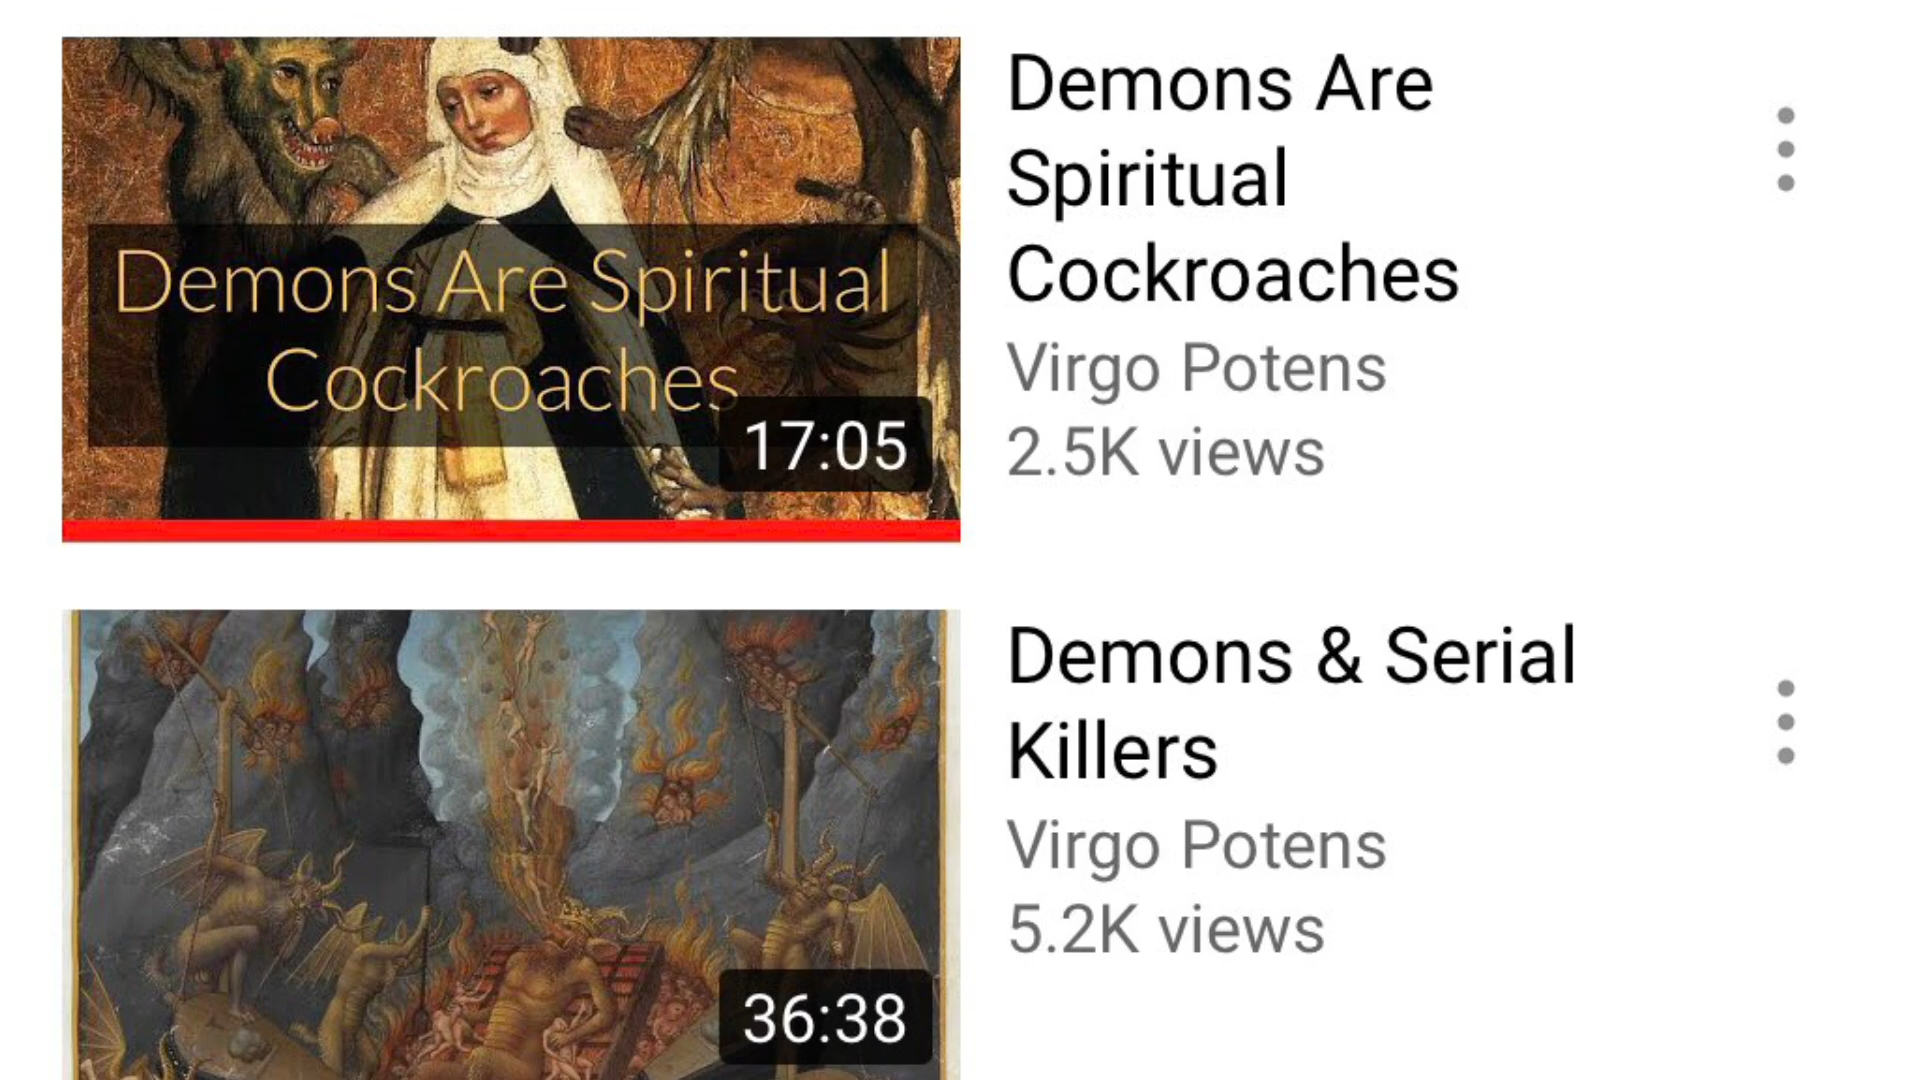 Demons Are Spiritual
Cockroaches
17:05
Demons Are
Spiritual
Cockroaches
Virgo Potens
2.5K views
36:38
Demons & Serial
Killers
Virgo Potens
5.2K views